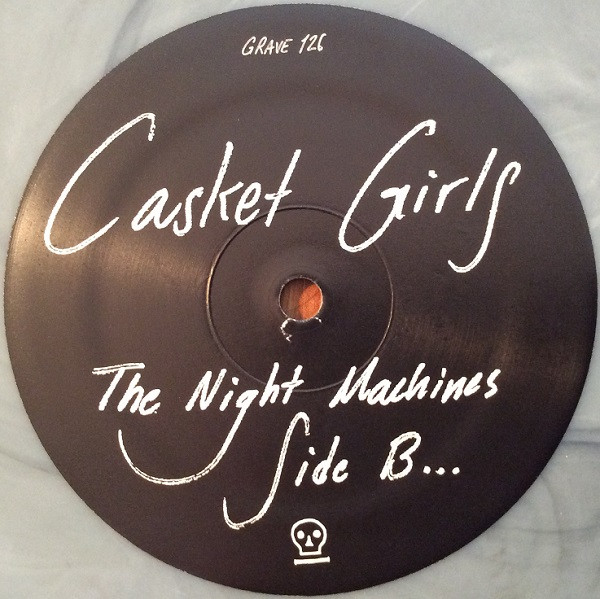 GRAVE 126
Casket Girls
The Night Machines
Side B...